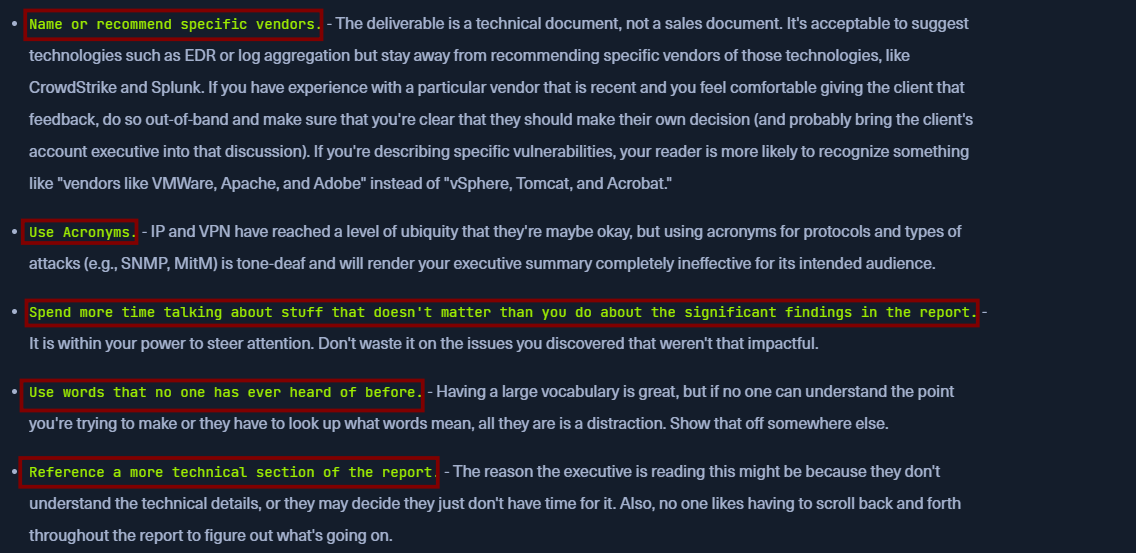 • Name or recommend specific vendors. - The deliverable is a technical document, not a sales document. It's acceptable to suggest
technologies such as EDR or log aggregation but stay away from recommending specific vendors of those technologies, like
CrowdStrike and Splunk. If you have experience with a particular vendor that is recent and you feel comfortable giving the client that
feedback, do so out-of-band and make sure that you're clear that they should make their own decision (and probably bring the client's
account executive into that discussion). If you're describing specific vulnerabilities, your reader is more likely to recognize something
like "vendors like VMWare, Apache, and Adobe" instead of "vSphere, Tomcat, and Acrobat."
• Use Acronyms. - IP and VPN have reached a level of ubiquity that they're maybe okay, but using acronyms for protocols and types of
attacks (e.g., SNMP, MitM) is tone-deaf and will render your executive summary completely ineffective for its intended audience.
• Spend more time talking about stuff that doesn't matter than you do about the significant findings in the report. -
It is within your power to steer attention. Don't waste it on the issues you discovered that weren't that impactful.
• Use words that no one has ever heard of before. - Having a large vocabulary is great, but if no one can understand the point
you're trying to make or they have to look up what words mean, all they are is a distraction. Show that off somewhere else.
• Reference a more technical section of the report. - The reason the executive is reading this might be because they don't
understand the technical details, or they may decide they just don't have time for it. Also, no one likes having to scroll back and forth
throughout the report to figure out what's going on.